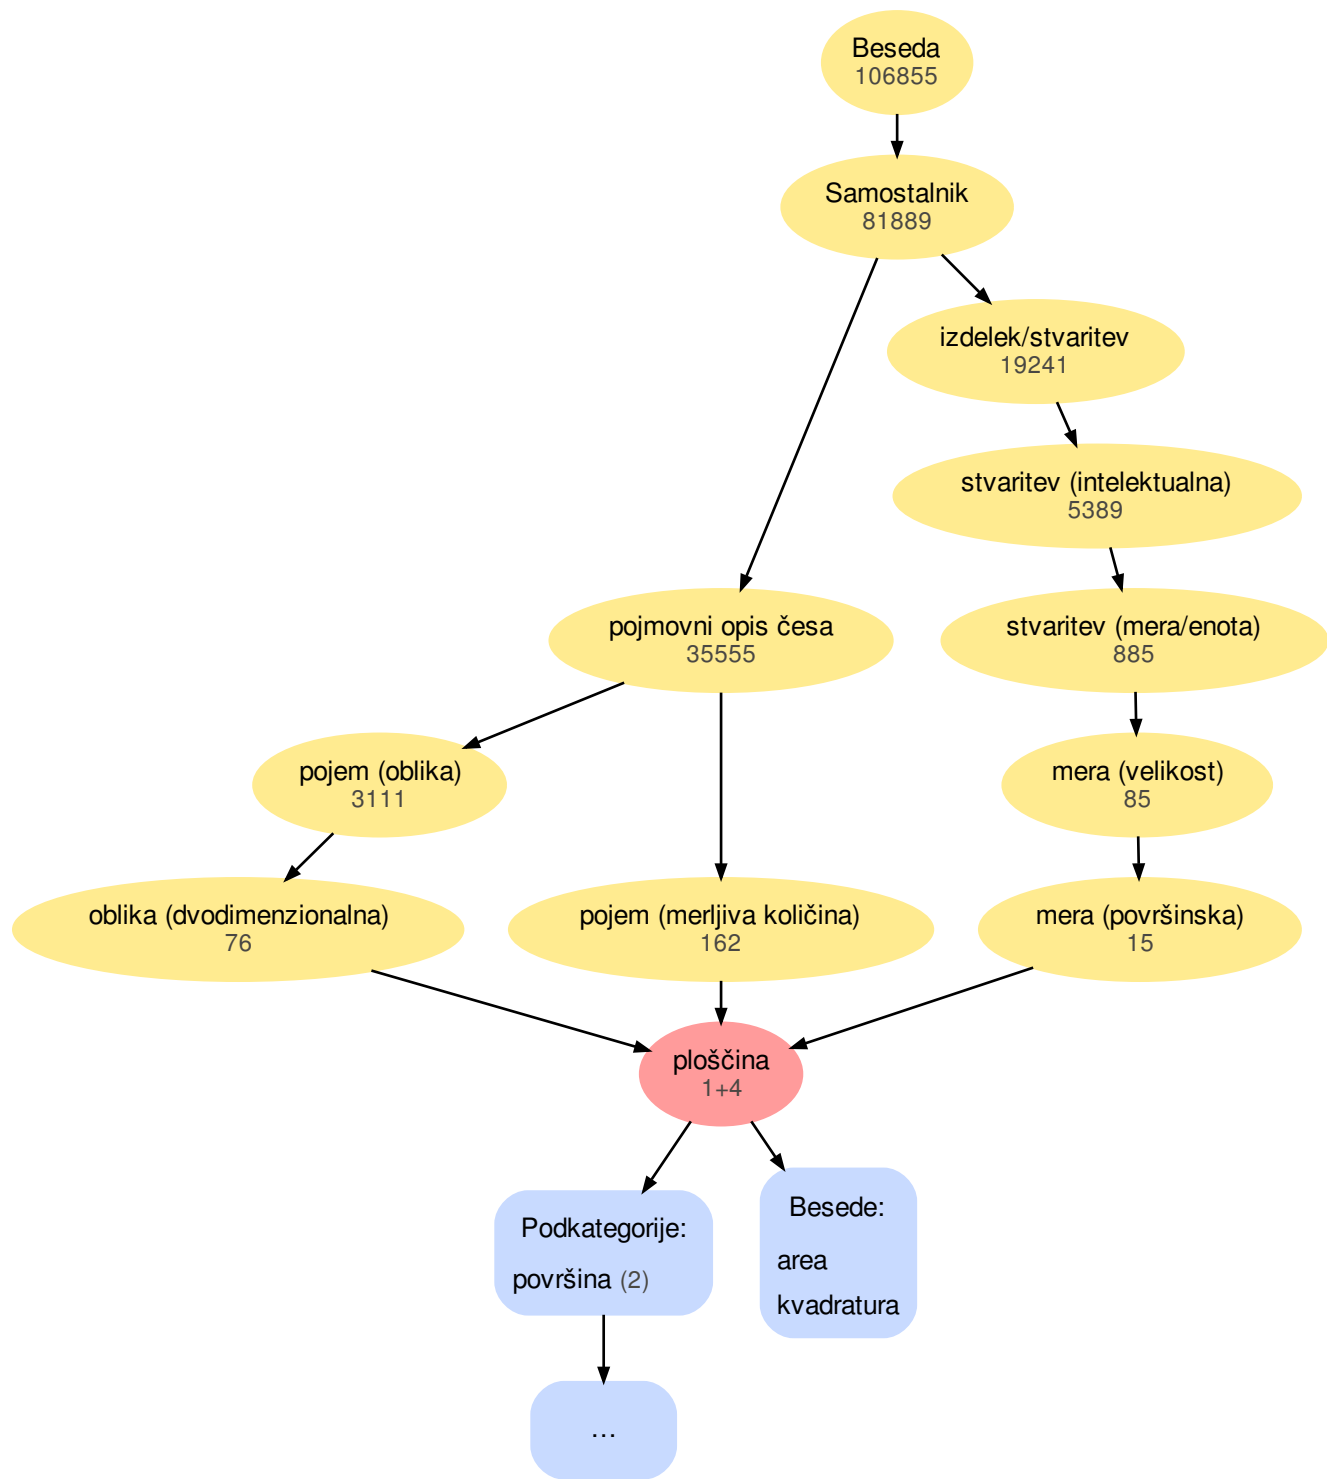 Beseda
106855
Samostalnik
81889
izdelek/stvaritev
19241
stvaritev (intelektualna)
5389
pojmovni opis česa
35555
stvaritev (mera/enota)
885
pojem (oblika)
3111
mera (velikost)
85
oblika (dvodimenzionalna)
76
pojem (merljiva količina)
162
mera (površinska)
15
ploščina
1+4
Podkategorije:
površina (2)
Besede:
area
kvadratura
…